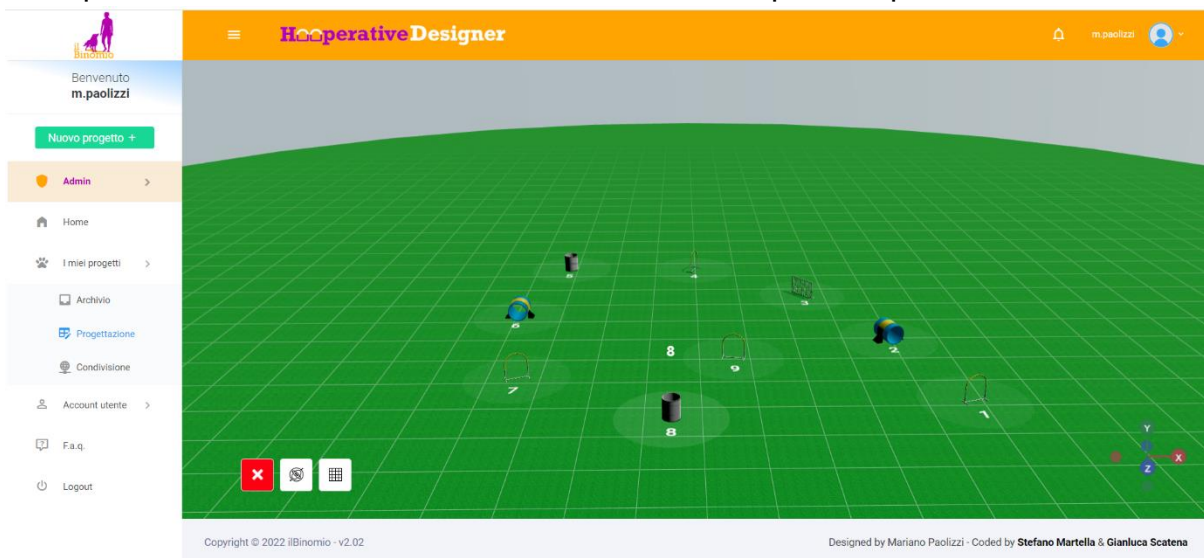 il Binomio
HooperativeDesigner
m.paolizzi
Benvenuto
m.paolizzi
Nuovo progetto +
Admin
Home
I miei progetti
Archivio
Progettazione
Condivisione
Account utente
F.a.q.
Logout
4
3
6
2
8
9
7
8
1
Y
X
Z
Copyright © 2022 ilBinomio - v2.02
Designed by Mariano Paolizzi - Coded by Stefano Martella & Gianluca Scatena